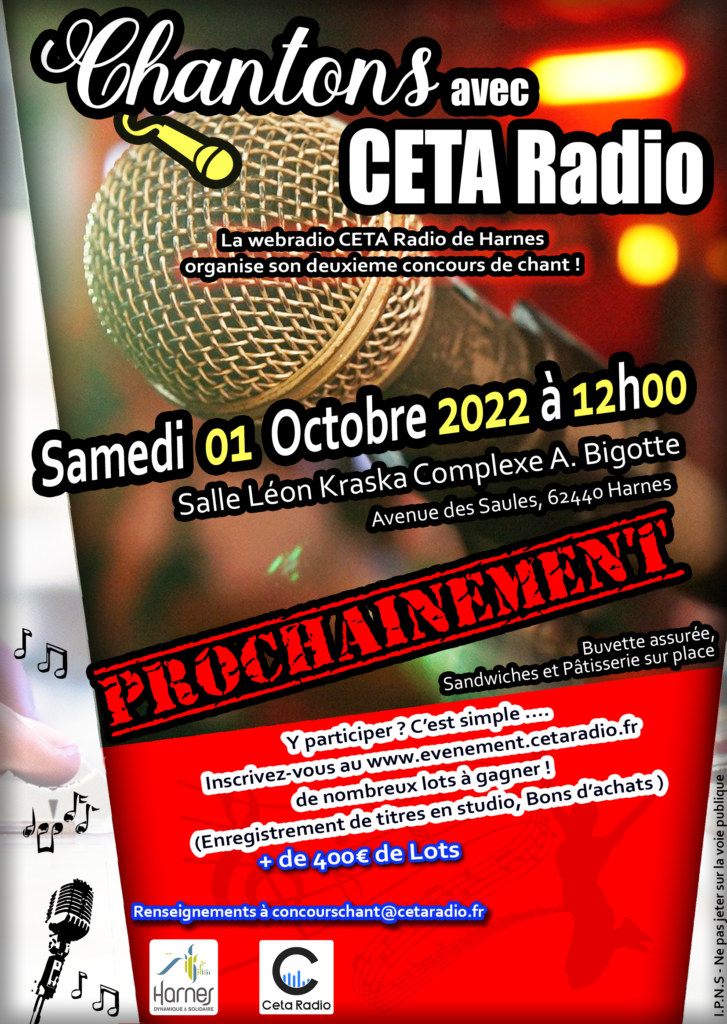 Chantons avec
CETA Radio
La webradio CETA Radio de Harnes
organise son deuxieme concours de chant !
Samedi 01 Octobre 2022 à 12h00
Salle Léon Kraska Complexe A. Bigotte
Avenue des Saules, 62440 Harnes
PROCHAINEMENT
Buvette assurée,
Sandwiches et Pâtisserie sur place
Y participer ? C'est simple ....
Inscrivez-vous au www.evenement.cetaradio.fr
de nombreux lots à gagner !
(Enregistrement de titres en studio, Bons d'achats )
+ de 400€ de Lots
Renseignements à concourschant@cetaradio.fr
Harnes
DYNAMIQUE & SOLIDAIRE
Ceta Radio
I.P.N.S - Ne pas jeter sur la voie publique